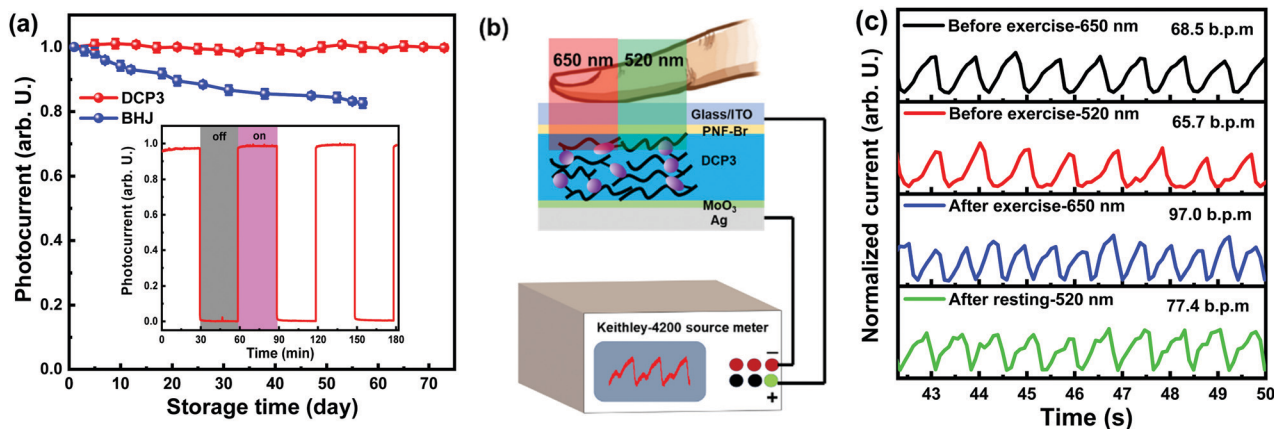 (a)
Photocurrent (arb. U.)
1.0
0.8
0.6
0.4
0.2
0.0
DCP3
BHJ
Photocurrent (arb. U.)
1.0
0.8
0.6
0.4
0.2
0.0
off on
0 30 60 90 120 150 180
Time (min)
0 10 20 30 40 50 60 70
Storage time (day)
(b)
650 nm 520 nm
Glass/ITO
PNF-Br
DCP3
MoO3
Ag
Keithley-4200 source meter
−
+
(c)
Normalized current (arb. U.)
Before exercise-650 nm 68.5 b.p.m
Before exercise-520 nm 65.7 b.p.m
After exercise-650 nm 97.0 b.p.m
After resting-520 nm 77.4 b.p.m
43 44 45 46 47 48 49 50
Time (s)